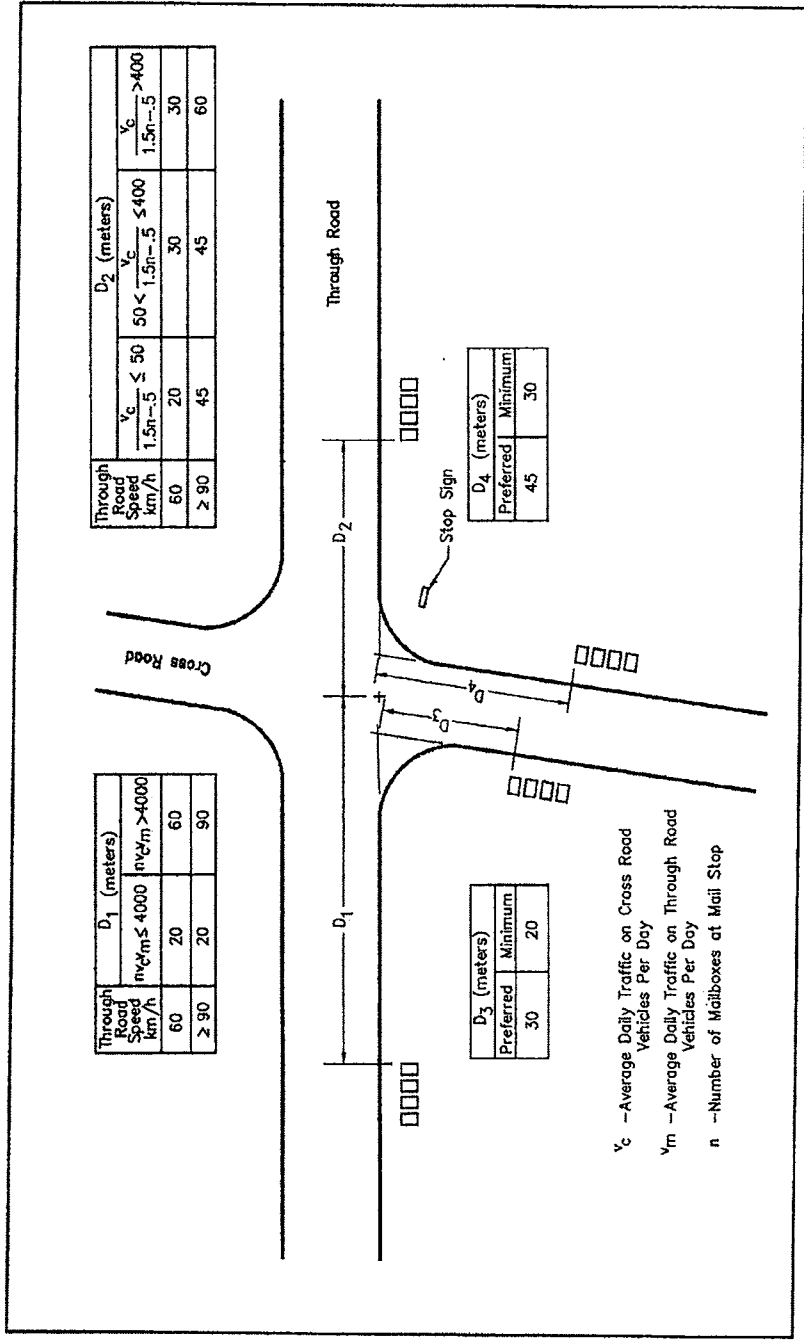 Through
Road
Speed
km/h
D1 (meters)
nvcvm≤ 4000
nvcvm>4000
60
20
60
≥ 90
20
90
Through
Road
Speed
km/h
D2 (meters)
vc
1.5n-.5
≤ 50
50 <
vc
1.5n-.5
≤400
vc
1.5n-.5
>400
60
20
30
30
≥ 90
45
45
60
Cross Road
Through Road
D1
D2
D3
D4
Stop Sign
D3 (meters)
Preferred
Minimum
30
20
D4 (meters)
Preferred
Minimum
45
30
vc -Average Daily Traffic on Cross Road
Vehicles Per Day
vm -Average Daily Traffic on Through Road
Vehicles Per Day
n -Number of Mailboxes at Mail Stop